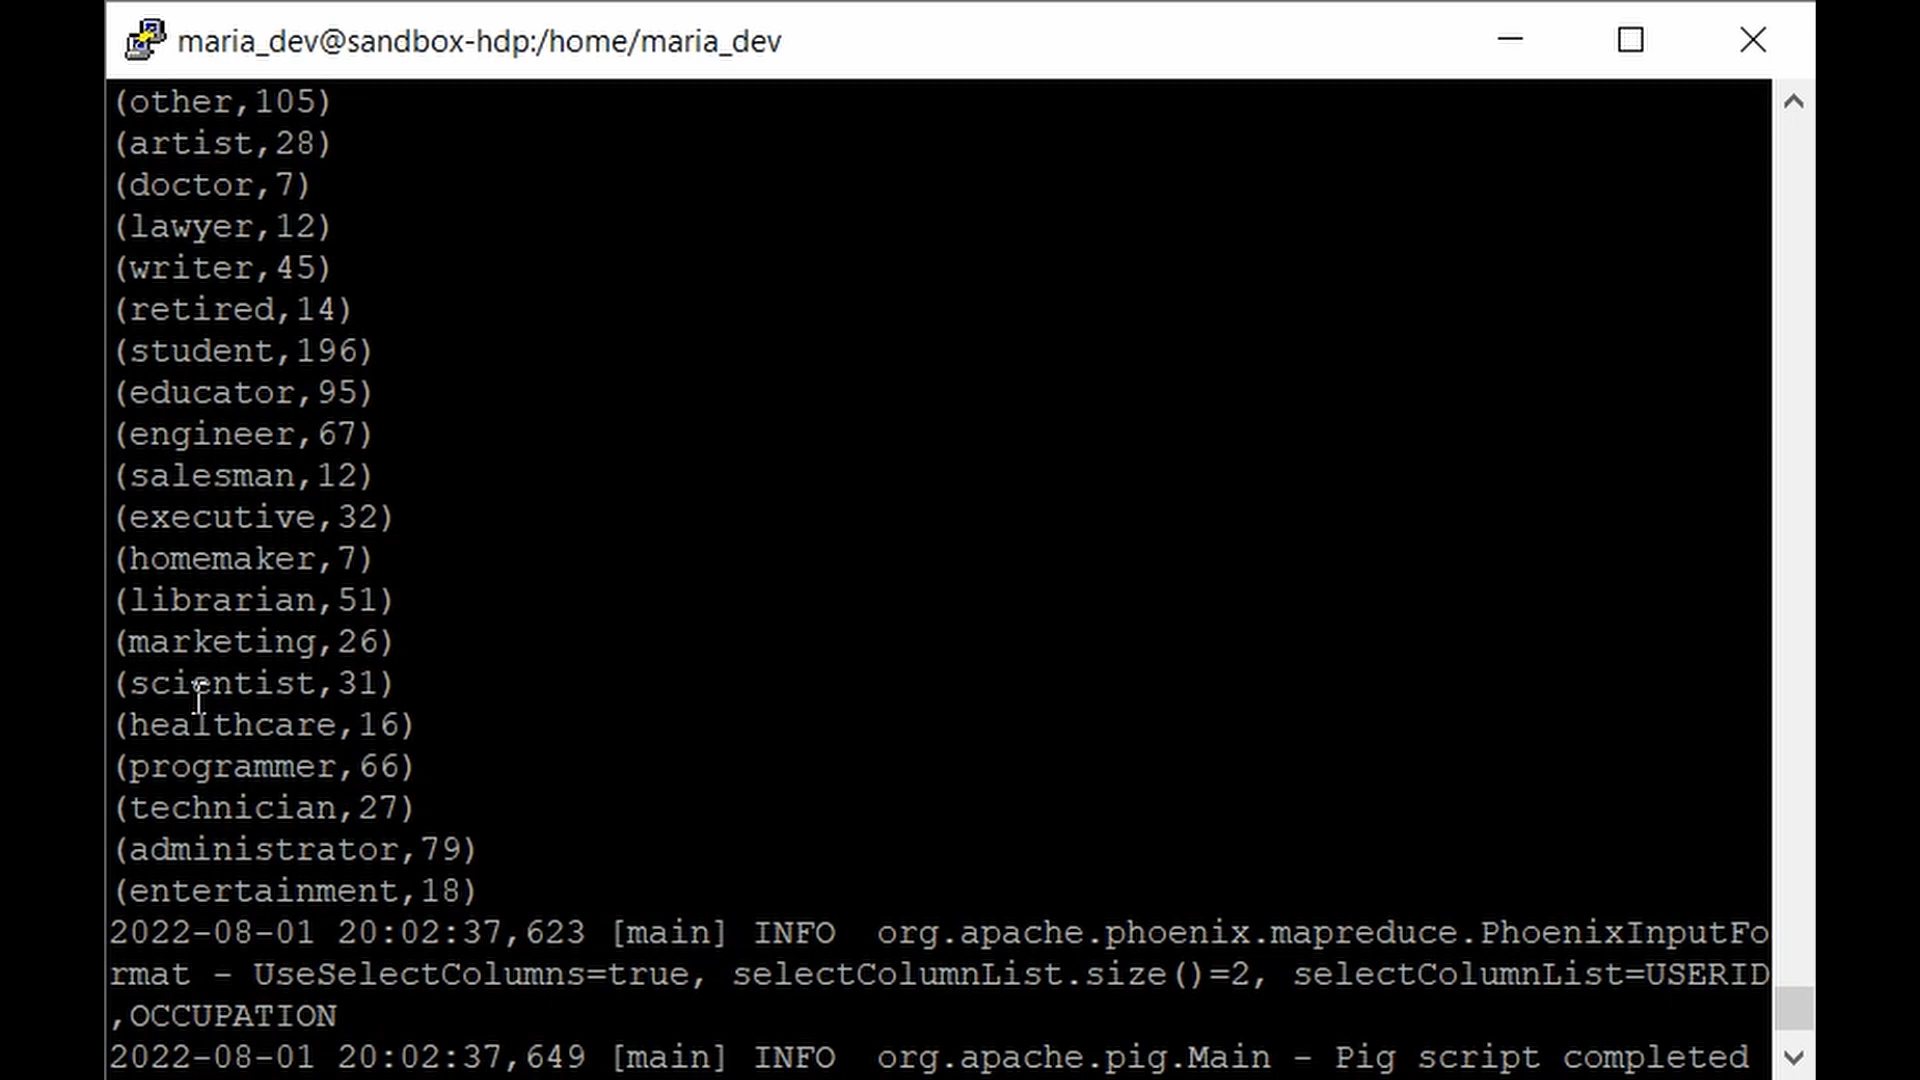 maria_dev@sandbox-hdp:/home/maria_dev
(other,105)
(artist,28)
(doctor,7)
(lawyer,12)
(writer,45)
(retired,14)
(student,196)
(educator,95)
(engineer,67)
(salesman,12)
(executive,32)
(homemaker,7)
(librarian,51)
(marketing,26)
(scientist,31)
(healthcare,16)
(programmer,66)
(technician,27)
(administrator,79)
(entertainment,18)
2022-08-01 20:02:37,623 [main] INFO  org.apache.phoenix.mapreduce.PhoenixInputFo
rmat - UseSelectColumns=true, selectColumnList.size()=2, selectColumnList=USERID
,OCCUPATION
2022-08-01 20:02:37,649 [main] INFO  org.apache.pig.Main - Pig script completed